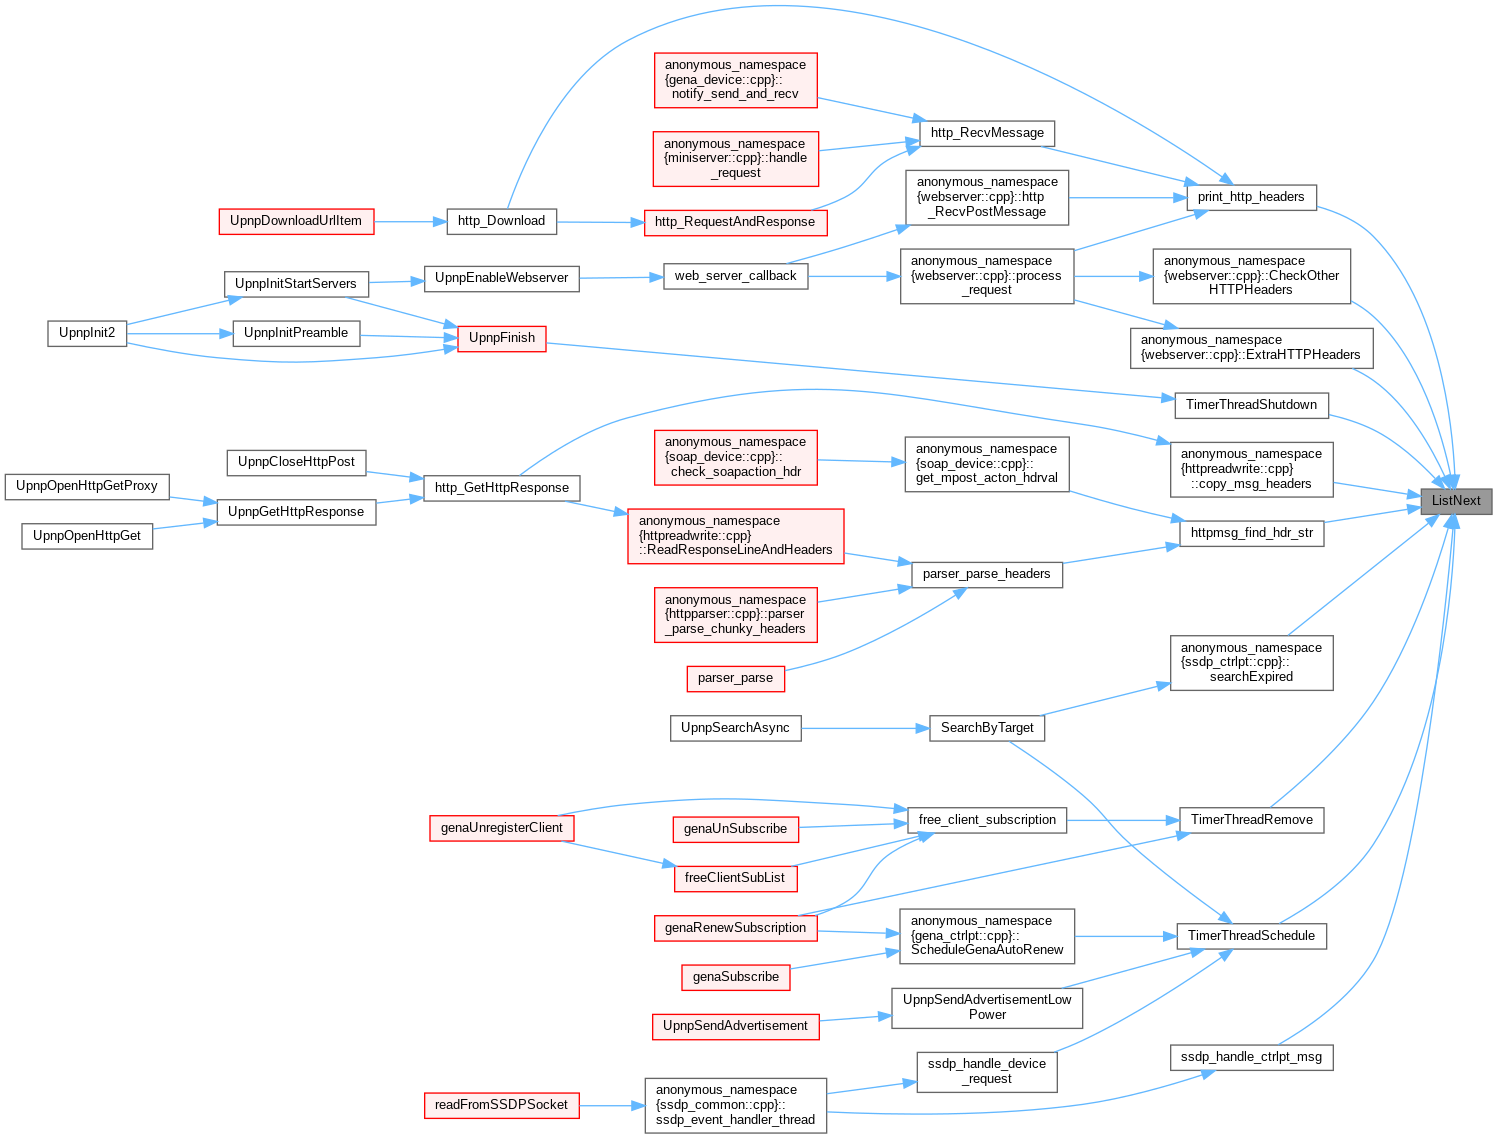 anonymous_namespace
{gena_device::cpp}::
notify_send_and_recv
http_RecvMessage
anonymous_namespace
{miniserver::cpp}::handle
_request
anonymous_namespace
{webserver::cpp}::http
_RecvPostMessage
print_http_headers
UpnpDownloadUrlItem
http_Download
http_RequestAndResponse
anonymous_namespace
{webserver::cpp}::process
_request
anonymous_namespace
{webserver::cpp}::CheckOther
HTTPHeaders
UpnpInitStartServers
UpnpEnableWebserver
web_server_callback
UpnpInit2
UpnpInitPreamble
UpnpFinish
anonymous_namespace
{webserver::cpp}::ExtraHTTPHeaders
TimerThreadShutdown
UpnpCloseHttpPost
anonymous_namespace
{soap_device::cpp}::
check_soapaction_hdr
anonymous_namespace
{soap_device::cpp}::
get_mpost_acton_hdrval
anonymous_namespace
{httpreadwrite::cpp}
::copy_msg_headers
UpnpOpenHttpGetProxy
http_GetHttpResponse
ListNext
UpnpGetHttpResponse
UpnpOpenHttpGet
anonymous_namespace
{httpreadwrite::cpp}
::ReadResponseLineAndHeaders
httpmsg_find_hdr_str
parser_parse_headers
anonymous_namespace
{httpparser::cpp}::parser
_parse_chunky_headers
parser_parse
anonymous_namespace
{ssdp_ctrlpt::cpp}::
searchExpired
UpnpSearchAsync
SearchByTarget
genaUnregisterClient
genaUnSubscribe
free_client_subscription
TimerThreadRemove
freeClientSubList
genaRenewSubscription
anonymous_namespace
{gena_ctrlpt::cpp}::
ScheduleGenaAutoRenew
TimerThreadSchedule
genaSubscribe
UpnpSendAdvertisementLow
Power
UpnpSendAdvertisement
ssdp_handle_device
_request
ssdp_handle_ctrlpt_msg
readFromSSDPSocket
anonymous_namespace
{ssdp_common::cpp}::
ssdp_event_handler_thread